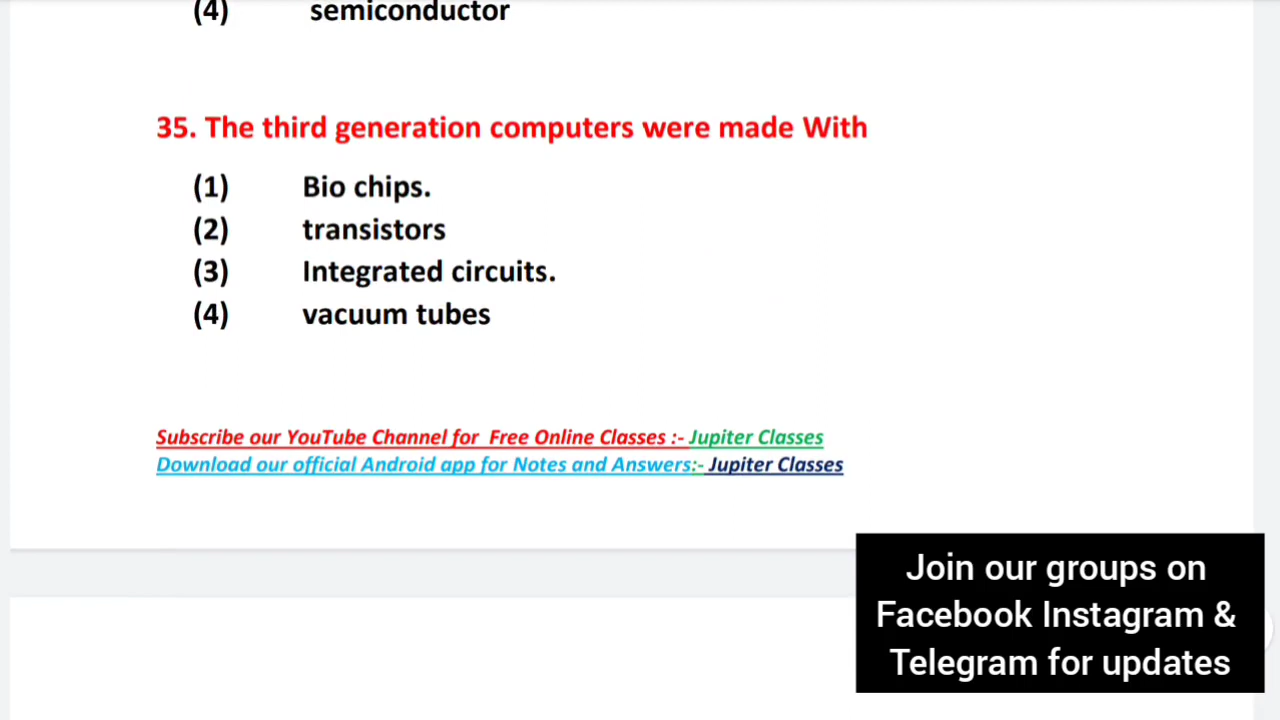 (4) semiconductor
35. The third generation computers were made With
(1) Bio chips.
(2) transistors
(3) Integrated circuits.
(4) vacuum tubes
Subscribe our YouTube Channel for Free Online Classes :- Jupiter Classes
Download our official Android app for Notes and Answers:- Jupiter Classes
Join our groups on
Facebook Instagram &
Telegram for updates